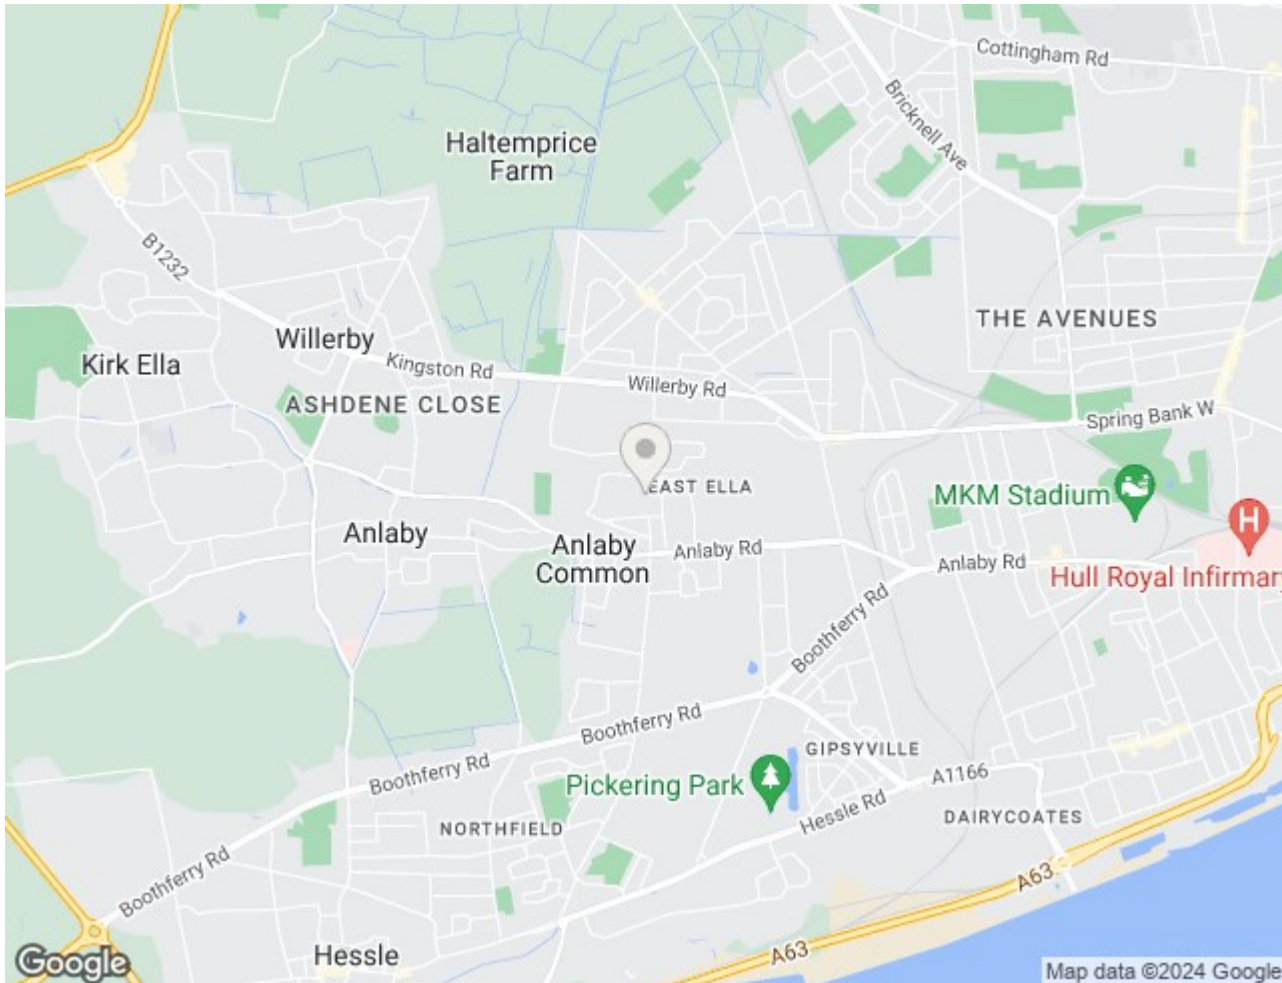 Cottingham Rd
Bricknell Ave
Haltemprice
Farm
B1232
THE AVENUES
Willerby
Kirk Ella
Kingston Rd
Willerby Rd
ASHDENE CLOSE
Spring Bank W
EAST ELLA
MKM Stadium
H
Anlaby
Anlaby
Common
Anlaby Rd
Anlaby Rd
Hull Royal Infirmary
Boothferry Rd
Boothferry Rd
GIPSYVILLE
Boothferry Rd
A1166
Pickering Park
Hessle Rd
DAIRYCOATES
NORTHFIELD
Boothferry Rd
A63
A63
Hessle
Google
Map data ©2024 Google